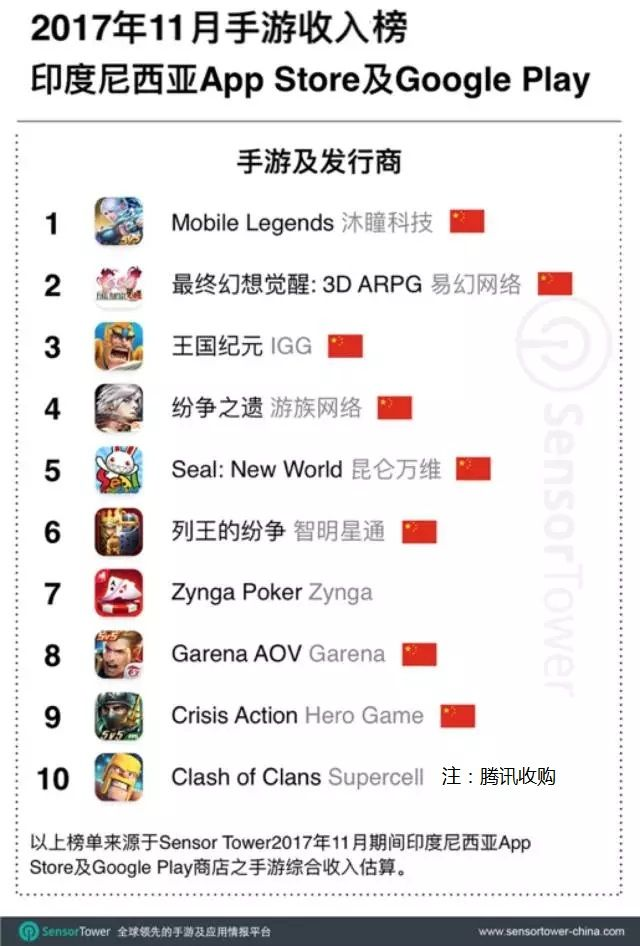 2017年11月手游收入榜
印度尼西亚App Store及Google Play
手游及发行商
1 Mobile Legends 沐瞳科技
2 最终幻想觉醒: 3D ARPG 易幻网络
3 王国纪元 IGG
4 纷争之遗 游族网络
5 Seal: New World 昆仑万维
6 列王的纷争 智明星通
7 Zynga Poker Zynga
8 Garena AOV Garena
9 Crisis Action Hero Game
10 Clash of Clans Supercell 注：腾讯收购
SensorTower
以上榜单来源于Sensor Tower2017年11月期间印度尼西亚App
Store及Google Play商店之手游综合收入估算。
SensorTower 全球领先的手游及应用情报平台 www.sensortower-china.com